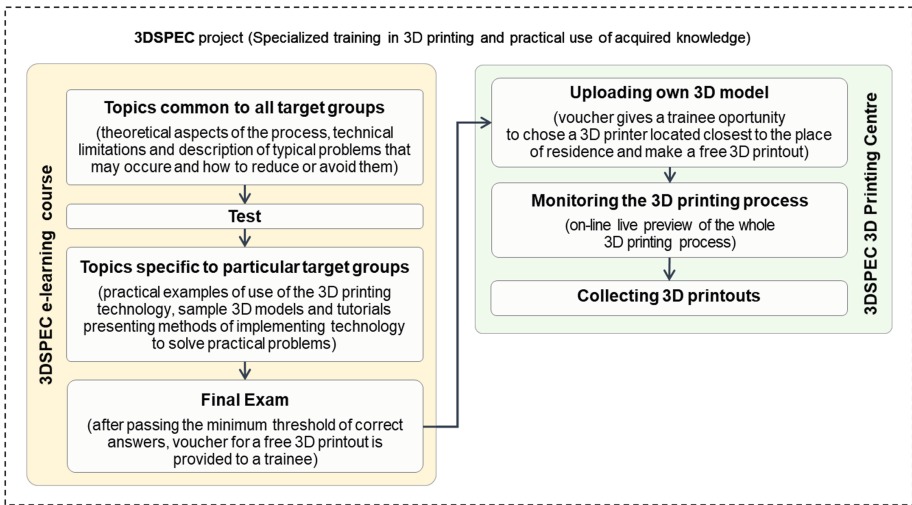 3DSPEC project (Specialized training in 3D printing and practical use of acquired knowledge)
3DSPEC e-learning course
Topics common to all target groups
(theoretical aspects of the process, technical
limitations and description of typical problems that
may occure and how to reduce or avoid them)
Test
Topics specific to particular target groups
(practical examples of use of the 3D printing
technology, sample 3D models and tutorials
presenting methods of implementing technology
to solve practical problems)
Final Exam
(after passing the minimum threshold of correct
answers, voucher for a free 3D printout is
provided to a trainee)
Uploading own 3D model
(voucher gives a trainee oportunity
to chose a 3D printer located closest to the place
of residence and make a free 3D printout)
Monitoring the 3D printing process
(on-line live preview of the whole
3D printing process)
Collecting 3D printouts
3DSPEC 3D Printing Centre